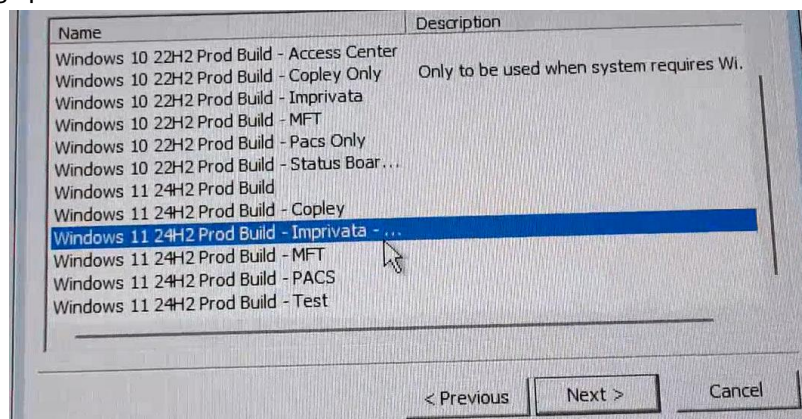 Name Description
Windows 10 22H2 Prod Build - Access Center
Windows 10 22H2 Prod Build - Copley Only Only to be used when system requires Wi.
Windows 10 22H2 Prod Build - Imprivata
Windows 10 22H2 Prod Build - MFT
Windows 10 22H2 Prod Build - Pacs Only
Windows 10 22H2 Prod Build - Status Boar...
Windows 11 24H2 Prod Build
Windows 11 24H2 Prod Build - Copley
Windows 11 24H2 Prod Build - Imprivata - ...
Windows 11 24H2 Prod Build - MFT
Windows 11 24H2 Prod Build - PACS
Windows 11 24H2 Prod Build - Test
< Previous Next > Cancel